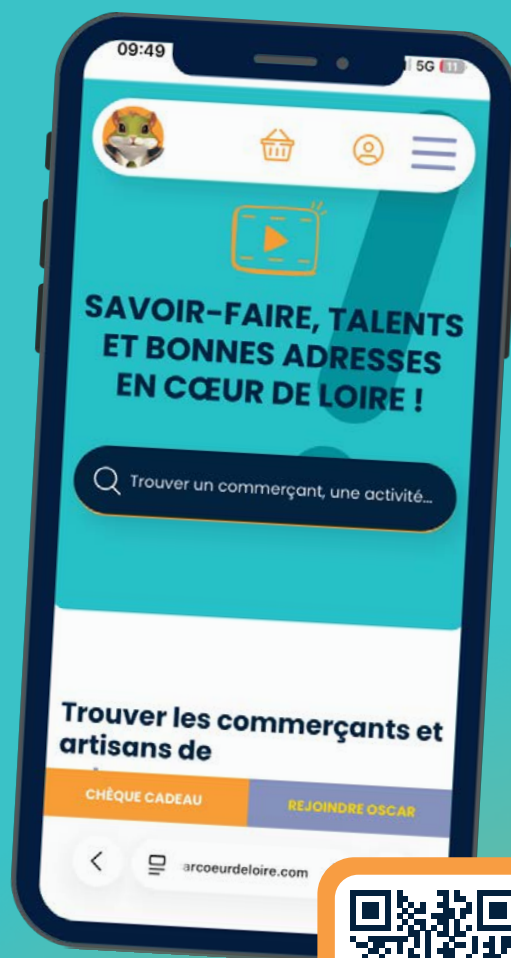 09:49
5G 11
SAVOIR-FAIRE, TALENTS
ET BONNES ADRESSES
EN CŒUR DE LOIRE !
Trouver un commerçant, une activité...
Trouver les commerçants et
artisans de
CHÈQUE CADEAU
REJOINDRE OSCAR
arcoeurdeloire.com